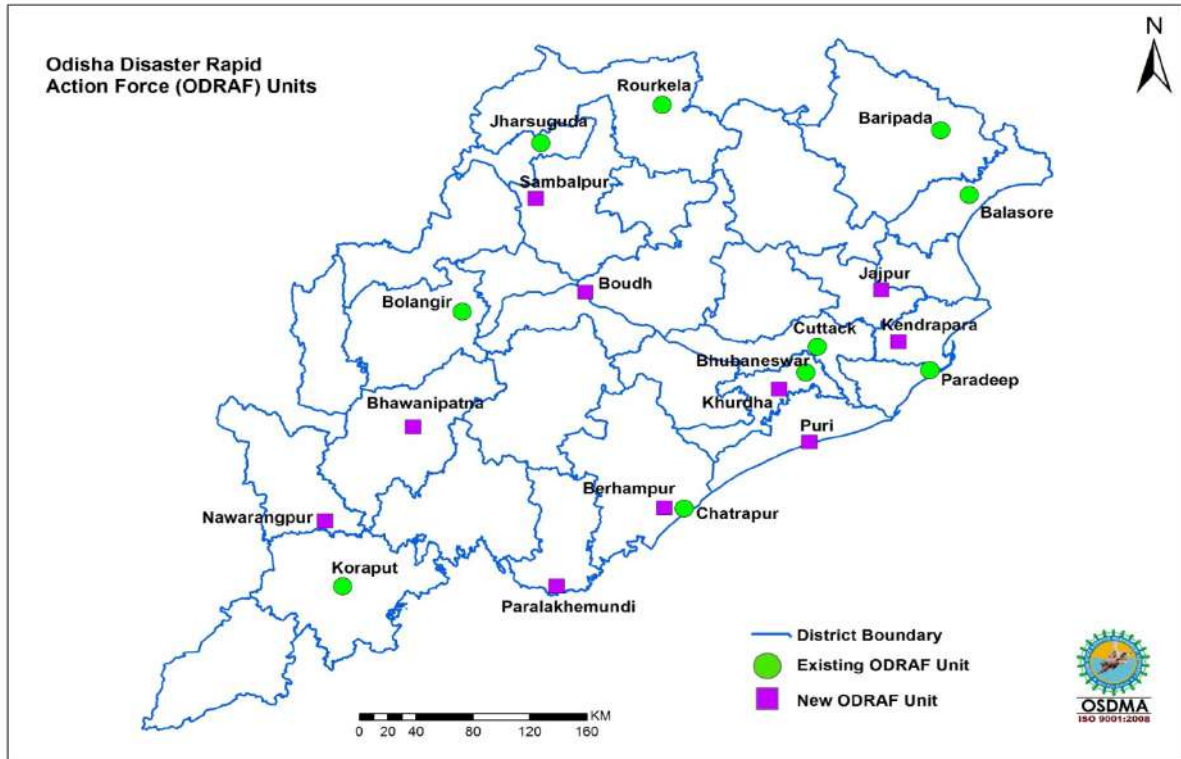 N
Odisha Disaster Rapid
Action Force (ODRAF) Units
Rourkela
Baripada
Jharsuguda
Sambalpur
Balasore
Jajpur
Boudh
Bolangir
Kendrapara
Cuttack
Bhubaneswar
Paradeep
Khurdha
Bhawanipatna
Puri
Berhampur
Chatrapur
Nawarangpur
Koraput
Paralakhemundi
District Boundary
Existing ODRAF Unit
New ODRAF Unit
KM
0 20 40 80 120 160
OSDMA
ISO 9001:2008